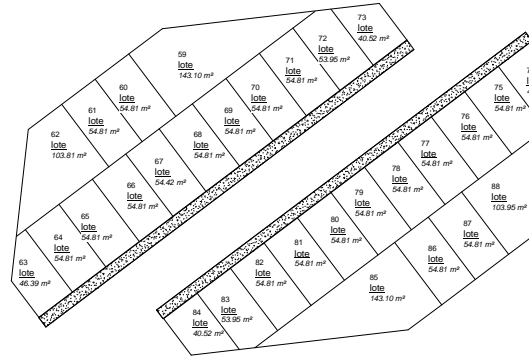 73
lote
40.52 m²
72
lote
53.95 m²
71
lote
54.81 m²
70
lote
54.81 m²
69
lote
54.81 m²
68
lote
54.81 m²
67
lote
54.42 m²
66
lote
54.81 m²
65
lote
54.81 m²
64
lote
54.81 m²
63
lote
46.39 m²
59
lote
143.10 m²
60
lote
54.81 m²
61
lote
54.81 m²
62
lote
103.81 m²
75
lote
54.81 m²
76
lote
54.81 m²
77
lote
54.81 m²
78
lote
54.81 m²
79
lote
54.81 m²
80
lote
54.81 m²
81
lote
54.81 m²
82
lote
54.81 m²
83
lote
53.95 m²
84
lote
40.52 m²
85
lote
143.10 m²
86
lote
54.81 m²
87
lote
54.81 m²
88
lote
103.95 m²